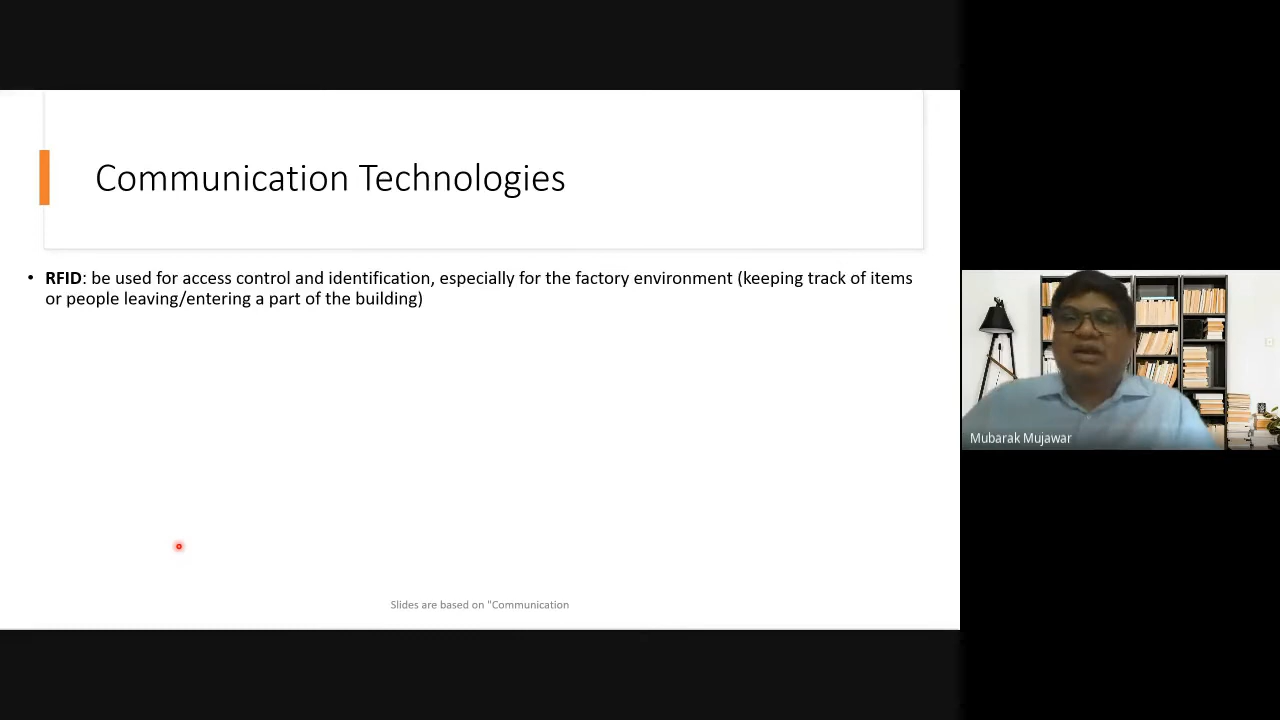 Communication Technologies
• RFID: be used for access control and identification, especially for the factory environment (keeping track of items
or people leaving/entering a part of the building)
Slides are based on "Communication
Mubarak Mujawar